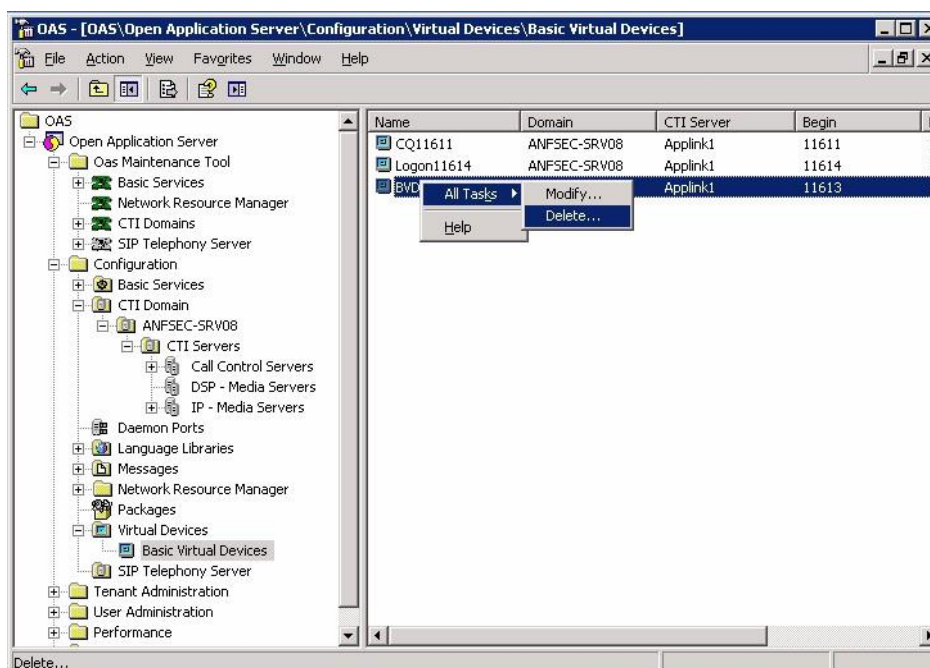 OAS - [OAS\Open Application Server\Configuration\Virtual Devices\Basic Virtual Devices]
File Action View Favorites Window Help
OAS
Open Application Server
Oas Maintenance Tool
Basic Services
Network Resource Manager
CTI Domains
SIP Telephony Server
Configuration
Basic Services
CTI Domain
ANFSEC-SRV08
CTI Servers
Call Control Servers
DSP - Media Servers
IP - Media Servers
Daemon Ports
Language Libraries
Messages
Network Resource Manager
Packages
Virtual Devices
Basic Virtual Devices
SIP Telephony Server
Tenant Administration
User Administration
Performance
Name Domain CTI Server Begin
CQ11611 ANFSEC-SRV08 Applink1 11611
Logon11614 ANFSEC-SRV08 Applink1 11614
BVD Applink1 11613
All Tasks
Help
Modify...
Delete...
Delete...